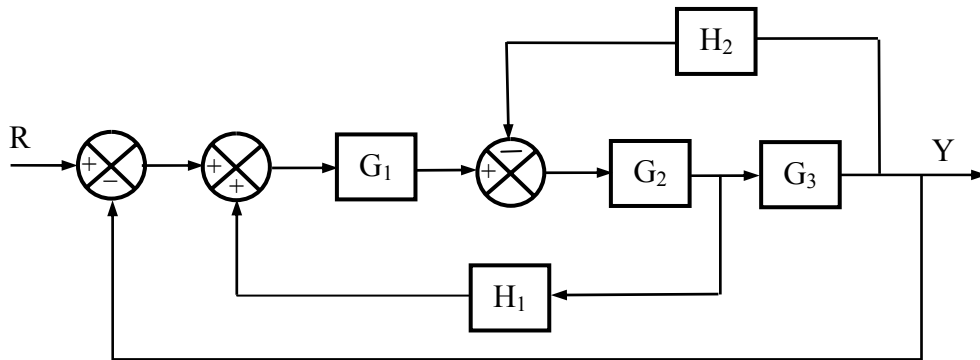 H₂
R
Y
+
−
+
+
G₁
−
+
G₂
G₃
H₁